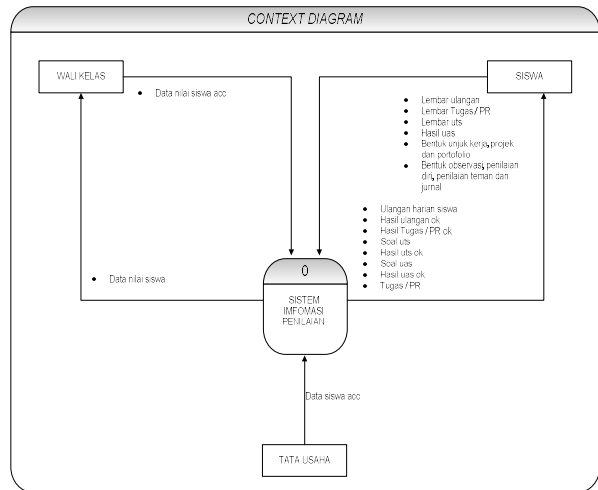 CONTEXT DIAGRAM
WALI KELAS
SISWA
Data nilai siswa acc
Lembar ulangan
Lembar Tugas / PR
Lembar uts
Hasil uas
Bentuk unjuk kerja, projek
dan portofolio
Bentuk observasi, penilaian
diri, penilaian teman dan
jurnal
Ulangan harian siswa
Hasil ulangan ok
Hasil Tugas / PR ok
Soal uts
Hasil uts ok
Soal uas
Hasil uas ok
Tugas / PR
Data nilai siswa
0
SISTEM
IMFOMASI
PENILAIAN
Data siswa acc
TATA USAHA